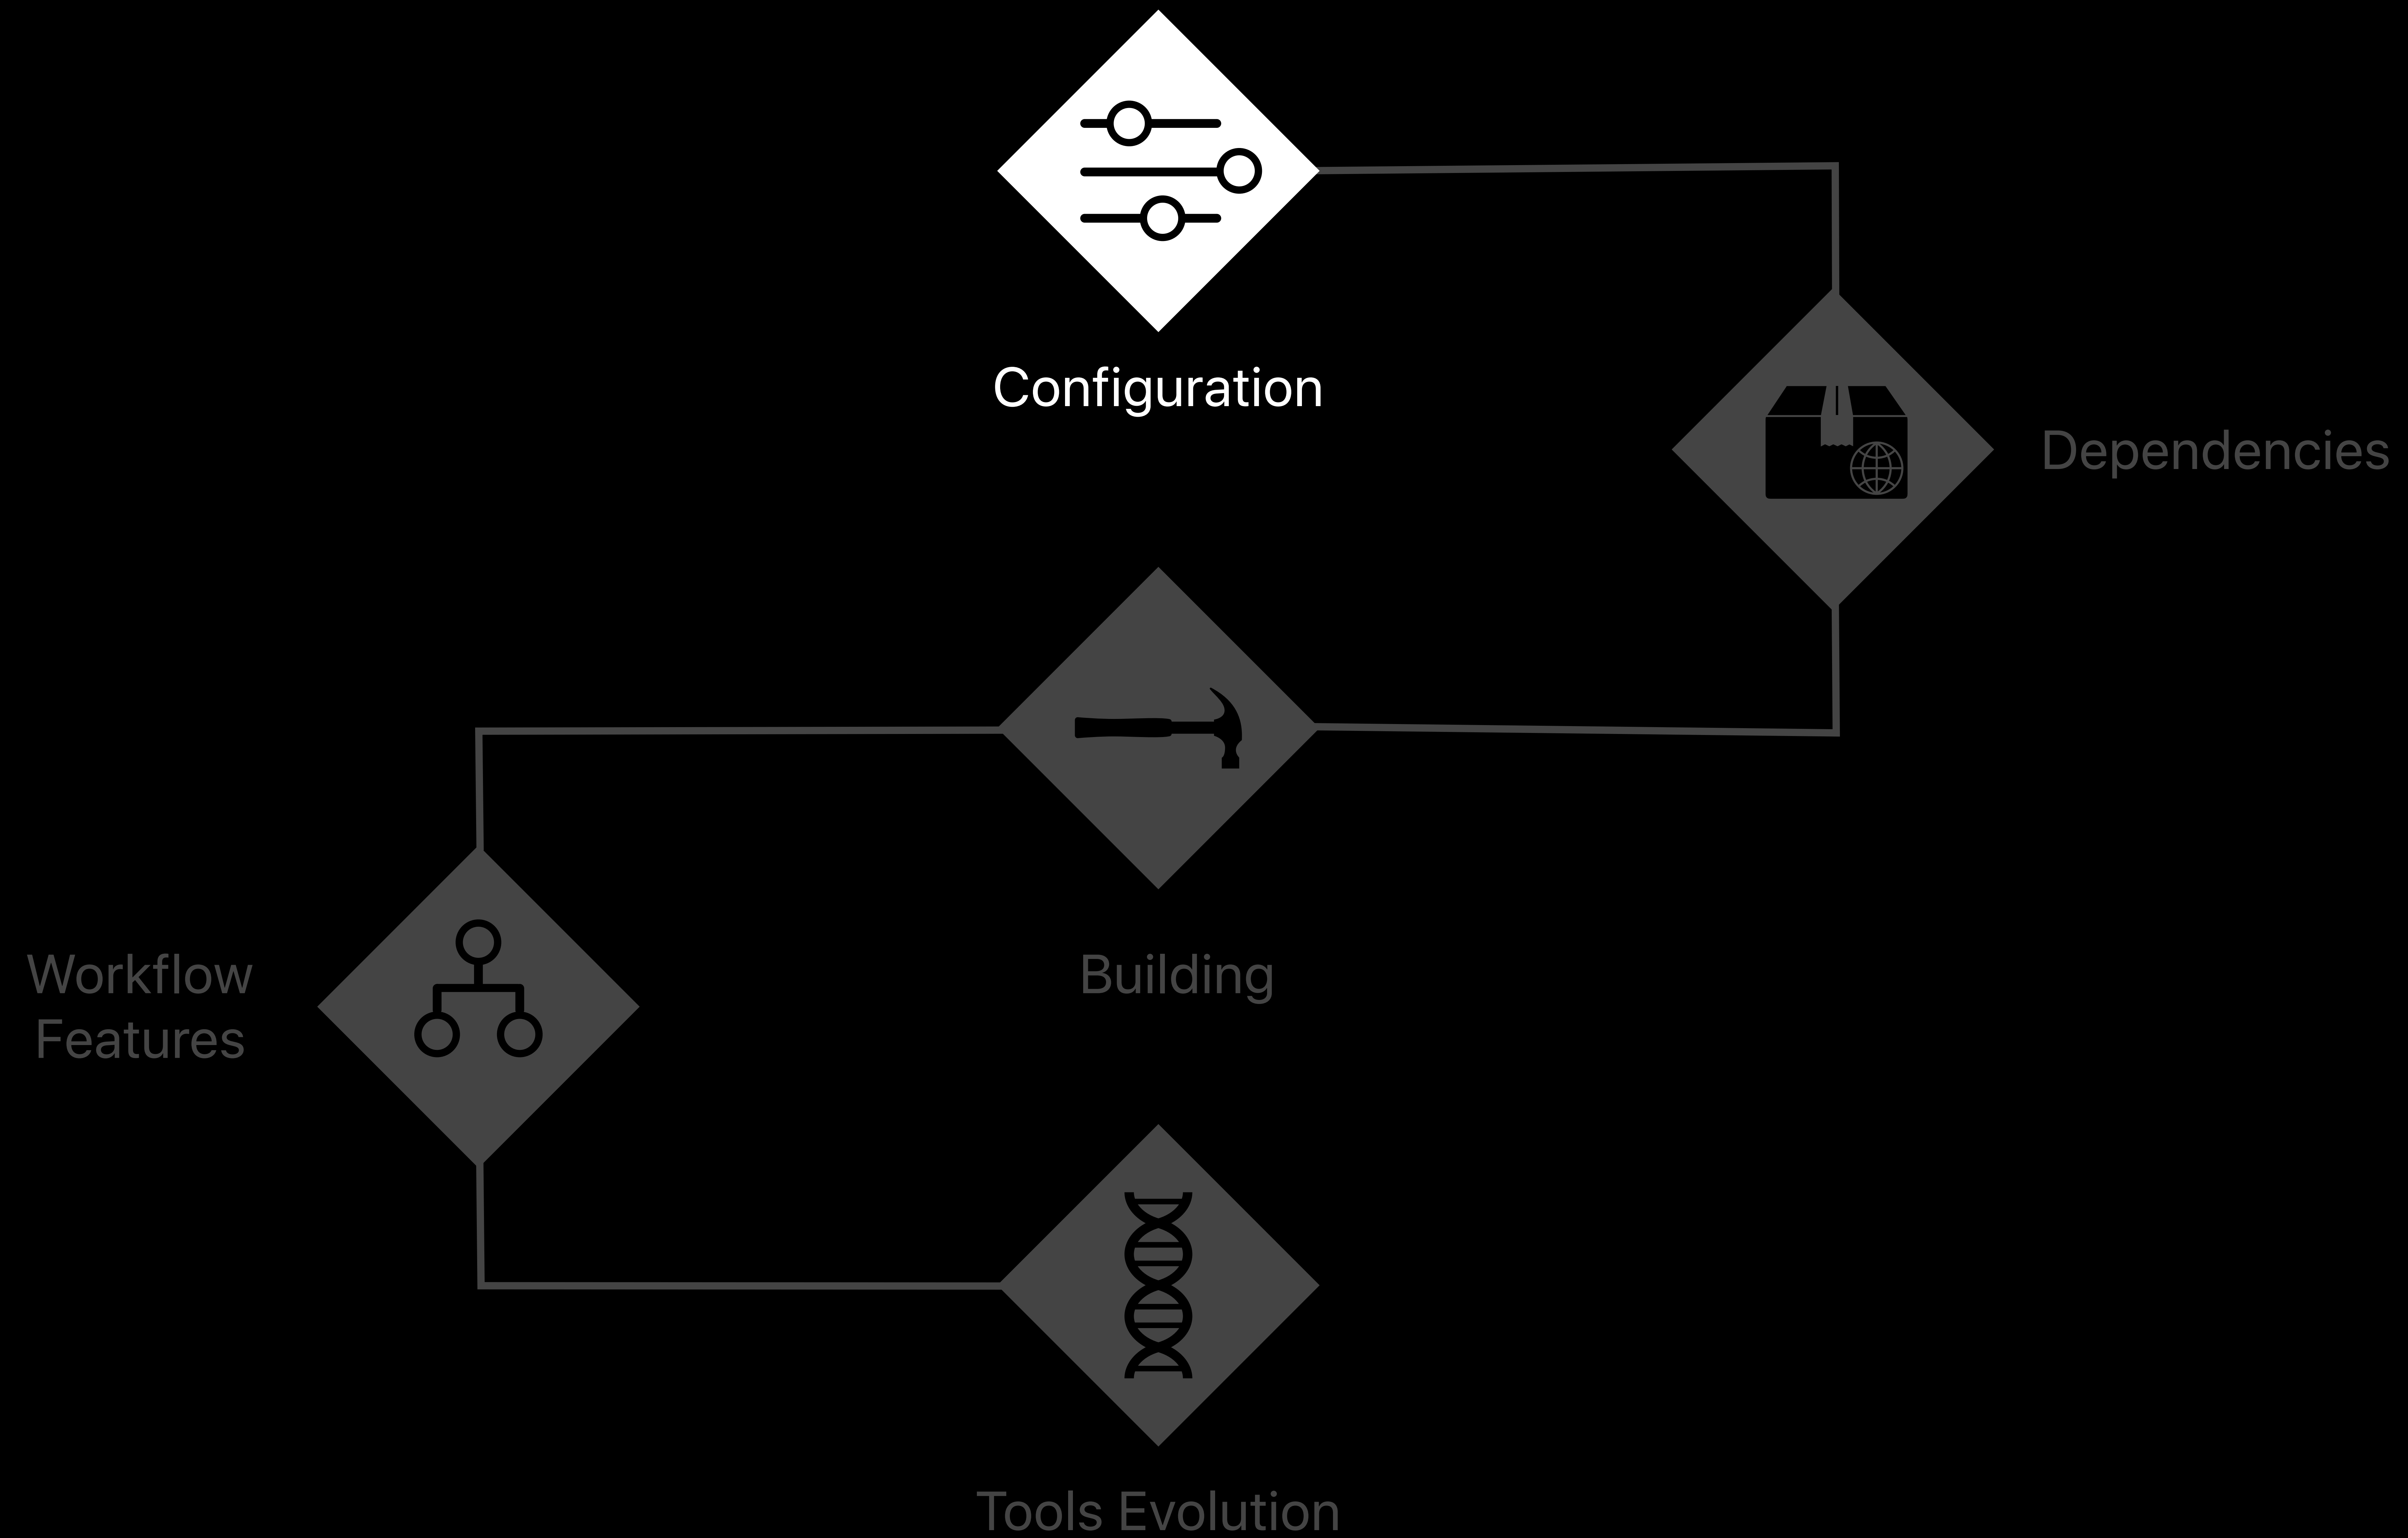 Configuration
Dependencies
Building
Workflow
Features
Tools Evolution